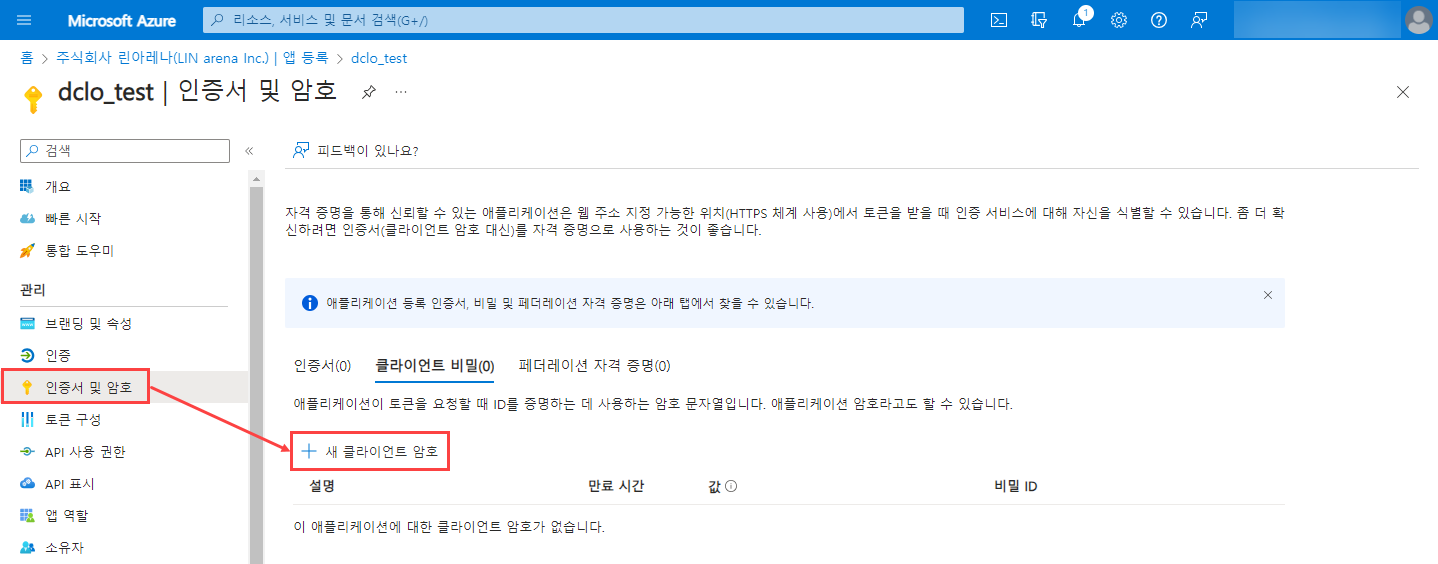 Microsoft Azure
리소스, 서비스 및 문서 검색(G+/)
1
홈 > 주식회사 린아레나(LIN arena Inc.) | 앱 등록 > dclo_test
dclo_test | 인증서 및 암호
검색
피드백이 있나요?
개요
빠른 시작
통합 도우미
관리
브랜딩 및 속성
인증
인증서 및 암호
토큰 구성
API 사용 권한
API 표시
앱 역할
소유자
자격 증명을 통해 신뢰할 수 있는 애플리케이션은 웹 주소 지정 가능한 위치(HTTPS 체계 사용)에서 토큰을 받을 때 인증 서비스에 대해 자신을 식별할 수 있습니다. 좀 더 확
신하려면 인증서(클라이언트 암호 대신)를 자격 증명으로 사용하는 것이 좋습니다.
애플리케이션 등록 인증서, 비밀 및 페더레이션 자격 증명은 아래 탭에서 찾을 수 있습니다.
인증서(0) 클라이언트 비밀(0) 페더레이션 자격 증명(0)
애플리케이션이 토큰을 요청할 때 ID를 증명하는 데 사용하는 암호 문자열입니다. 애플리케이션 암호라고도 할 수 있습니다.
새 클라이언트 암호
설명 만료 시간 값 비밀 ID
이 애플리케이션에 대한 클라이언트 암호가 없습니다.